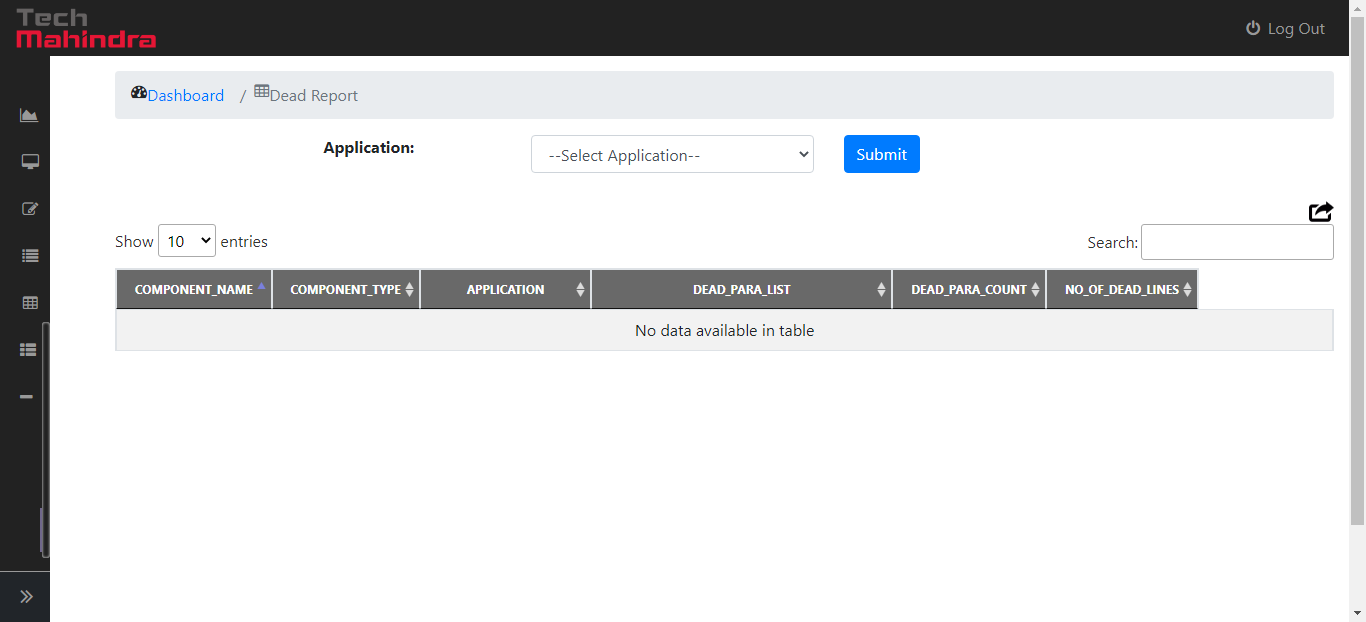 Tech
Mahindra
Log Out
Dashboard / Dead Report
Application:
--Select Application--
Submit
Show 10 entries
Search:
COMPONENT_NAME COMPONENT_TYPE APPLICATION DEAD_PARA_LIST DEAD_PARA_COUNT NO_OF_DEAD_LINES
No data available in table